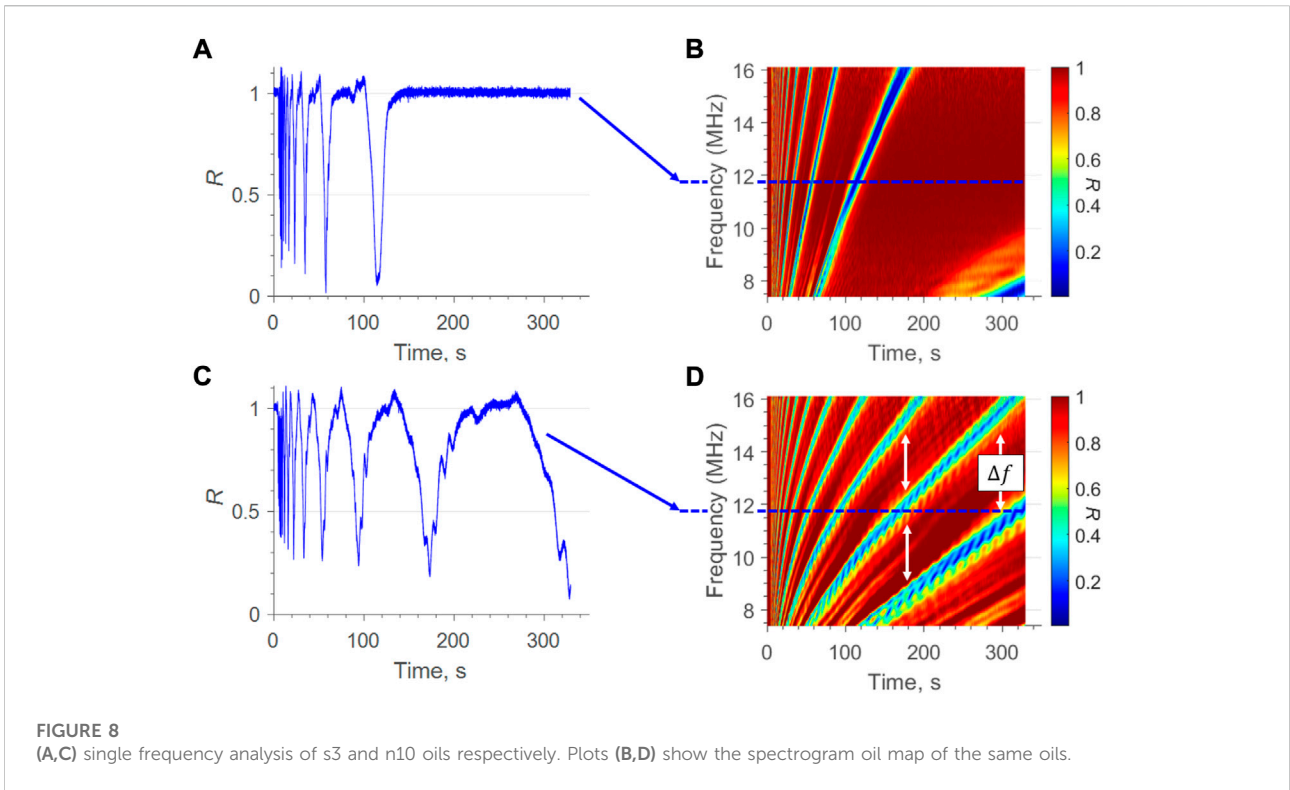 A
1
0.5
0
R
0
100
200
300
Time, s
B
16
14
12
10
8
Frequency (MHz)
0
100
200
300
Time, s
1
0.8
0.6
0.4
0.2
R
C
1
0.5
0
R
0
100
200
300
Time, s
D
16
14
12
10
8
Frequency (MHz)
Δf
0
100
200
300
Time, s
1
0.8
0.6
0.4
0.2
R
FIGURE 8
(A,C) single frequency analysis of s3 and n10 oils respectively. Plots (B,D) show the spectrogram oil map of the same oils.